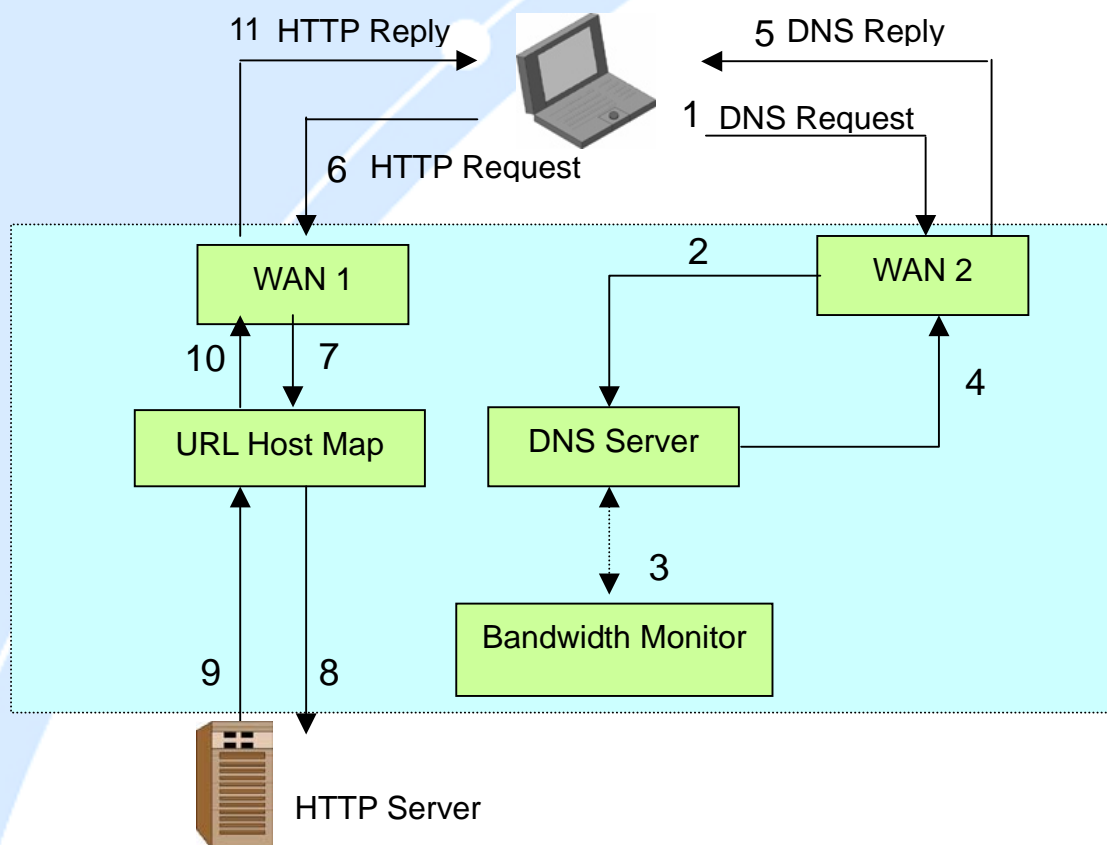 11 HTTP Reply
5 DNS Reply
1 DNS Request
6 HTTP Request
WAN 1
2
WAN 2
10
7
4
URL Host Map
DNS Server
3
Bandwidth Monitor
9
8
HTTP Server